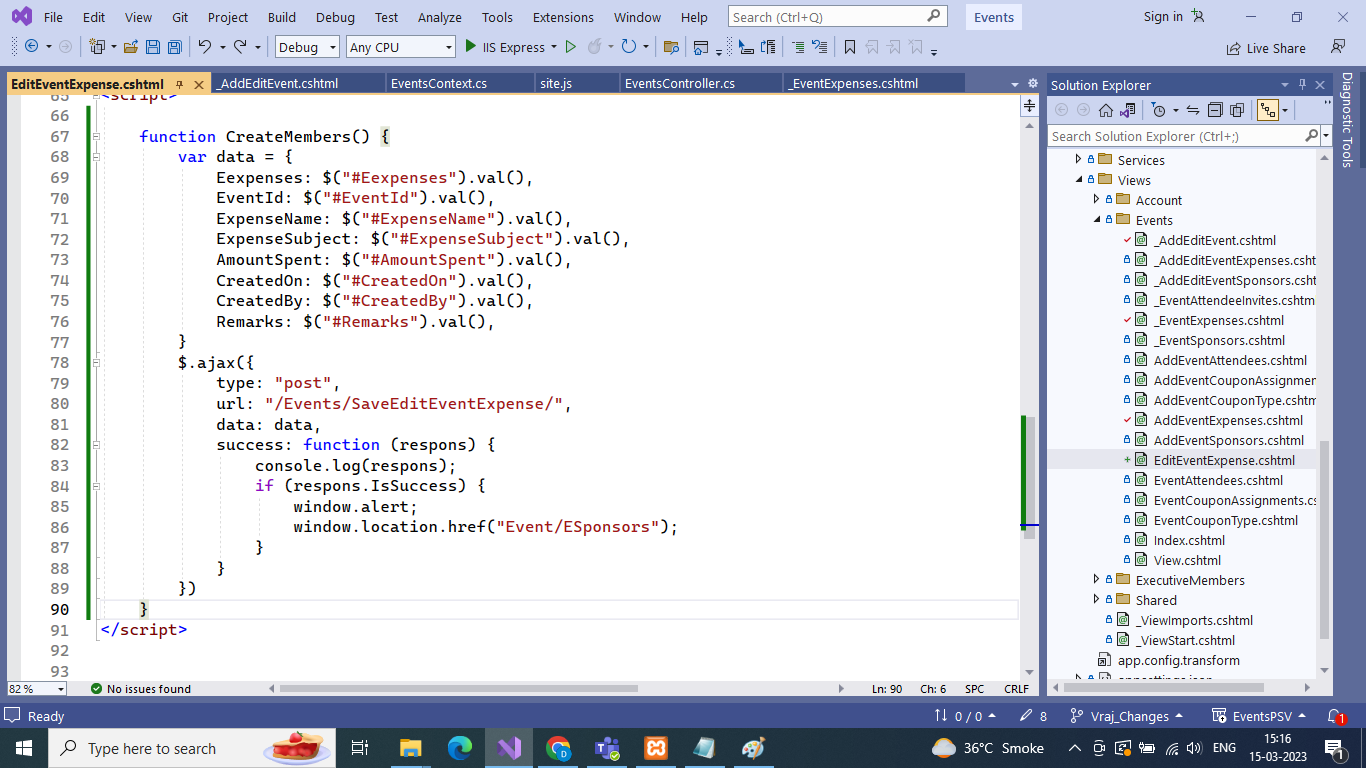 File Edit View Git Project Build Debug Test Analyze Tools Extensions Window Help Search (Ctrl+Q) Events Sign in
Debug Any CPU IIS Express Live Share
EditEventExpense.cshtml _AddEditEvent.cshtml EventsContext.cs site.js EventsController.cs _EventExpenses.cshtml
65 <script>
66
67 function CreateMembers() {
68 var data = {
69 Eexpenses: $("#Eexpenses").val(),
70 EventId: $("#EventId").val(),
71 ExpenseName: $("#ExpenseName").val(),
72 ExpenseSubject: $("#ExpenseSubject").val(),
73 AmountSpent: $("#AmountSpent").val(),
74 CreatedOn: $("#CreatedOn").val(),
75 CreatedBy: $("#CreatedBy").val(),
76 Remarks: $("#Remarks").val(),
77 }
78 $.ajax({
79 type: "post",
80 url: "/Events/SaveEditEventExpense/",
81 data: data,
82 success: function (respons) {
83 console.log(respons);
84 if (respons.IsSuccess) {
85 window.alert;
86 window.location.href("Event/ESponsors");
87 }
88 }
89 })
90 }
91 </script>
92
93
82 % No issues found Ln: 90 Ch: 6 SPC CRLF
Solution Explorer
Search Solution Explorer (Ctrl+;)
Services
Views
Account
Events
_AddEditEvent.cshtml
_AddEditEventExpenses.csht
_AddEditEventSponsors.csht
_EventAttendeeInvites.cshtm
_EventExpenses.cshtml
_EventSponsors.cshtml
AddEventAttendees.cshtml
AddEventCouponAssignmen
AddEventCouponType.cshtm
AddEventExpenses.cshtml
AddEventSponsors.cshtml
EditEventExpense.cshtml
EventAttendees.cshtml
EventCouponAssignments.cs
EventCouponType.cshtml
Index.cshtml
View.cshtml
ExecutiveMembers
Shared
_ViewImports.cshtml
_ViewStart.cshtml
app.config.transform
appsettings.json
Diagnostic Tools
Ready 0 / 0 8 Vraj_Changes EventsPSV 1
Type here to search 36°C Smoke ENG 15:16
15-03-2023 1